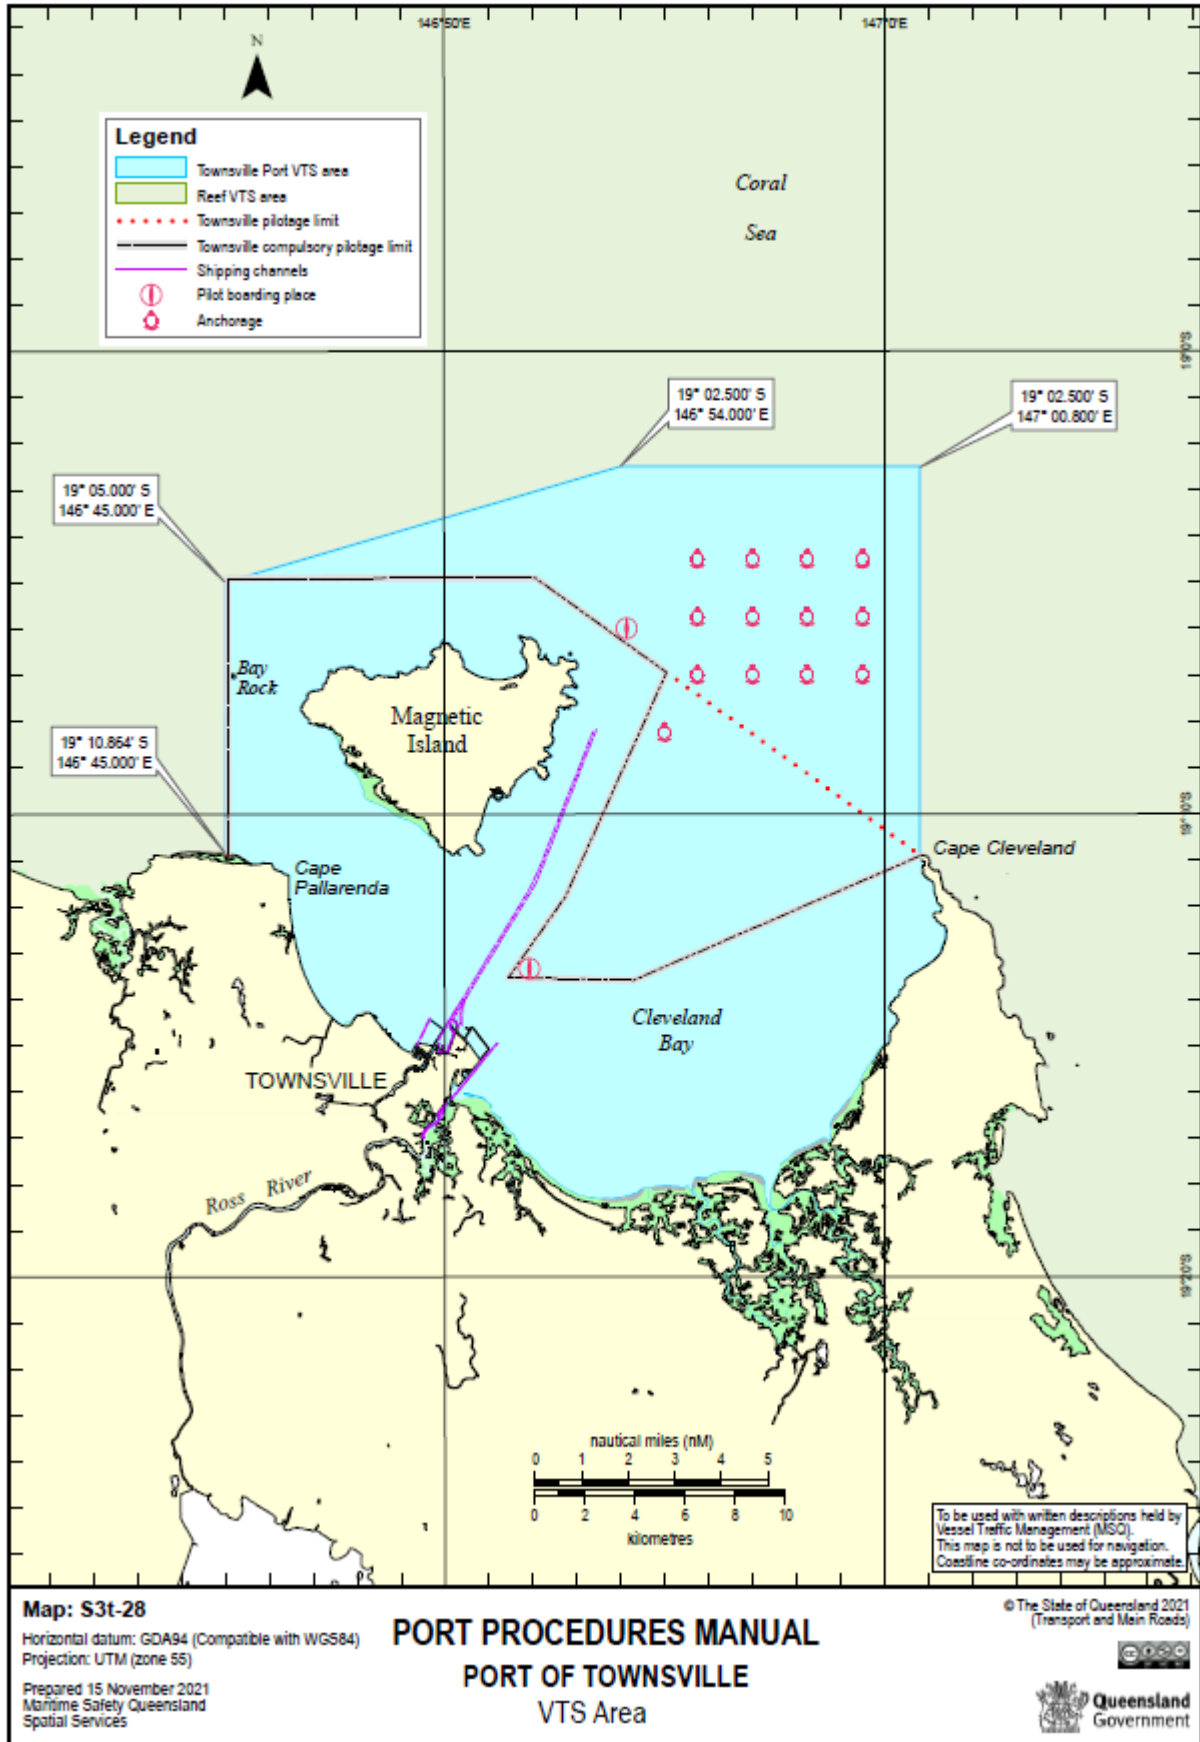 146°50'E
147°0'E
N
Legend
Townsville Port VTS area
Reef VTS area
Townsville pilotage limit
Townsville compulsory pilotage limit
Shipping channels
Pilot boarding place
Anchorage
Coral
Sea
19°0'S
19° 02.500' S
146° 54.000' E
19° 02.500' S
147° 00.800' E
19° 05.000' S
146° 45.000' E
Bay
Rock
Magnetic
Island
19° 10.864' S
146° 45.000' E
19°10'S
Cape
Pallarenda
Cape Cleveland
Cleveland
Bay
TOWNSVILLE
Ross River
19°20'S
nautical miles (nM)
0 1 2 3 4 5
0 2 4 6 8 10
kilometres
To be used with written descriptions held by
Vessel Traffic Management (MSQ).
This map is not to be used for navigation.
Coastline co-ordinates may be approximate.
Map: S3t-28
Horizontal datum: GDA94 (Compatible with WGS84)
Projection: UTM (zone 55)
Prepared 15 November 2021
Maritime Safety Queensland
Spatial Services
PORT PROCEDURES MANUAL
PORT OF TOWNSVILLE
VTS Area
© The State of Queensland 2021
(Transport and Main Roads)
Queensland
Government